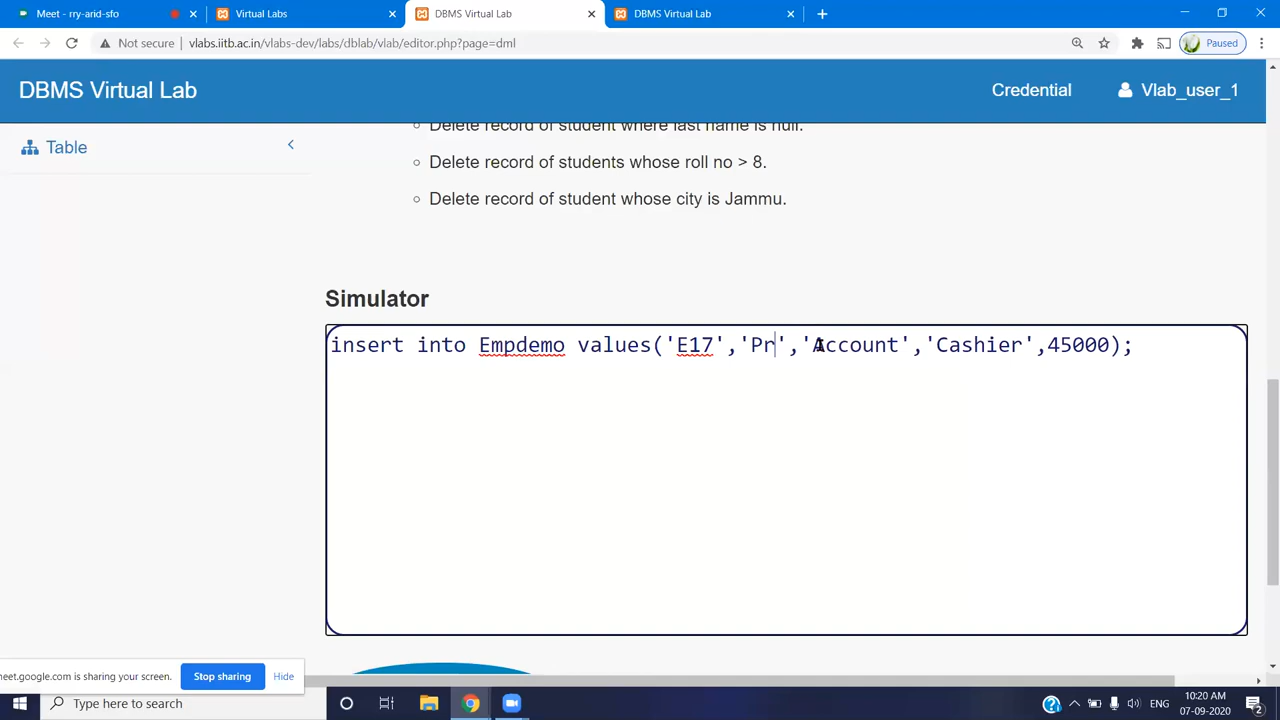 Meet - rry-arid-sfo
Virtual Labs
DBMS Virtual Lab
DBMS Virtual Lab
Not secure
vlabs.iitb.ac.in/vlabs-dev/labs/dblab/vlab/editor.php?page=dml
Paused
DBMS Virtual Lab
Credential
Vlab_user_1
Table
Delete record of student where last name is null.
Delete record of students whose roll no > 8.
Delete record of student whose city is Jammu.
Simulator
insert into Empdemo values('E17','Pr','Account','Cashier',45000);
meet.google.com is sharing your screen.
Stop sharing
Hide
Type here to search
ENG
10:20 AM
07-09-2020
2